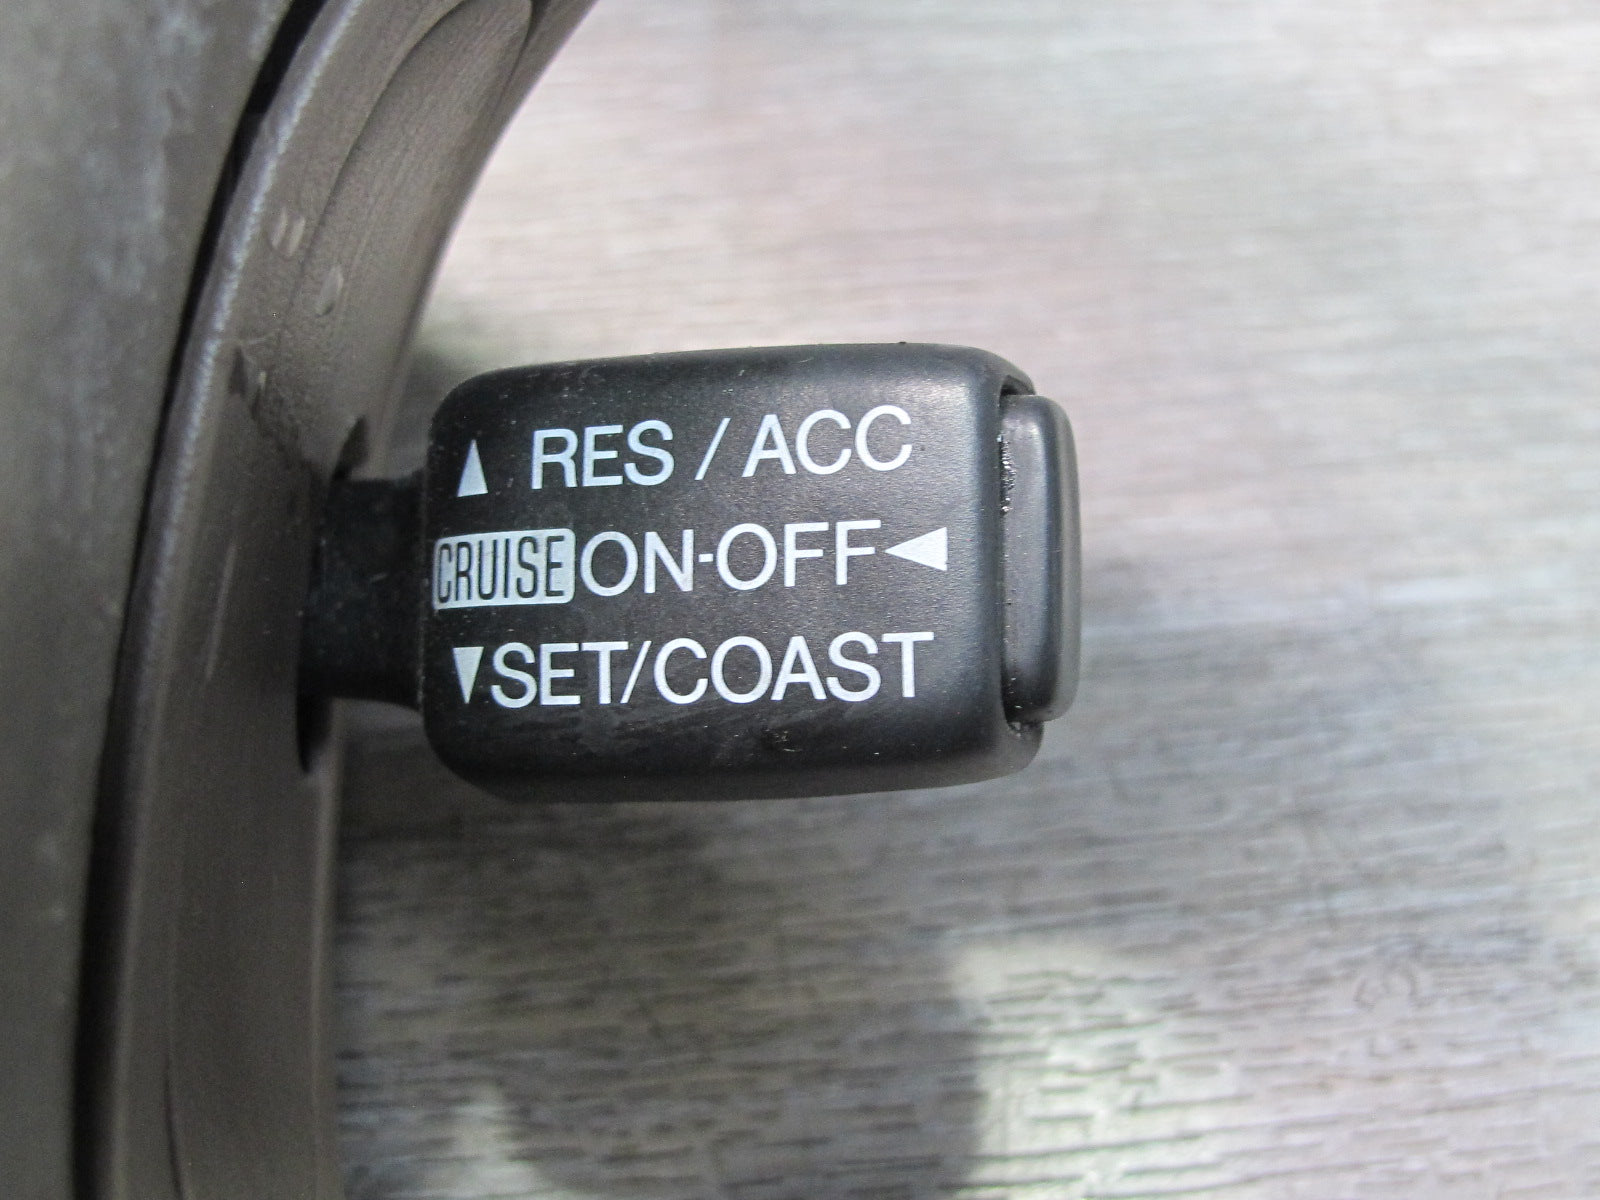 ▲ RES / ACC
CRUISE ON-OFF ◀
▼ SET/COAST